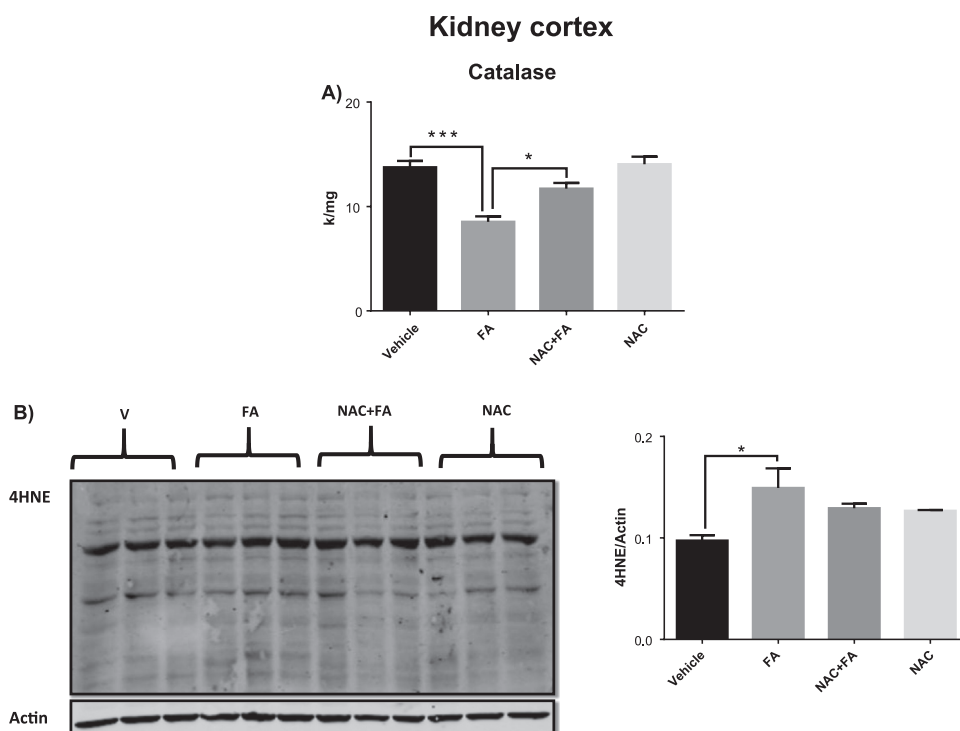 Kidney cortex
Catalase
A)
20
10
0
k/mg
***
*
Vehicle
FA
NAC+FA
NAC
B)
V
FA
NAC+FA
NAC
4HNE
Actin
0.2
0.1
0.0
4HNE/Actin
*
Vehicle
FA
NAC+FA
NAC